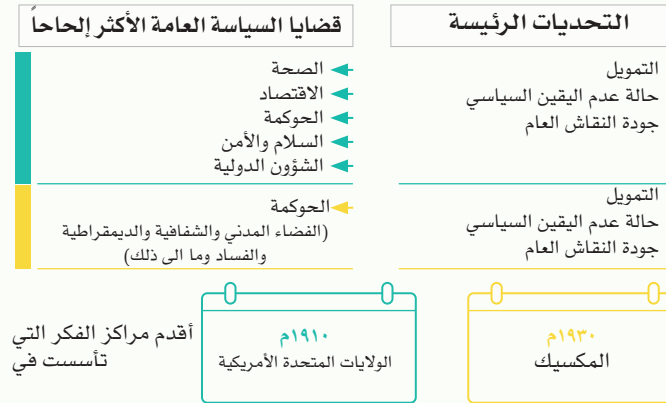 التحديات الرئيسة
قضايا السياسة العامة الأكثر إلحاحاً
التمويل
حالة عدم اليقين السياسي
جودة النقاش العام
الصحة
الاقتصاد
الحوكمة
السلام والأمن
الشؤون الدولية
التمويل
حالة عدم اليقين السياسي
جودة النقاش العام
الحوكمة
(الفضاء المدني والشفافية والديمقراطية
والفساد وما الى ذلك)
أقدم مراكز الفكر التي
تأسست في
١٩١٠م
الولايات المتحدة الأمريكية
١٩٣٠م
المكسيك